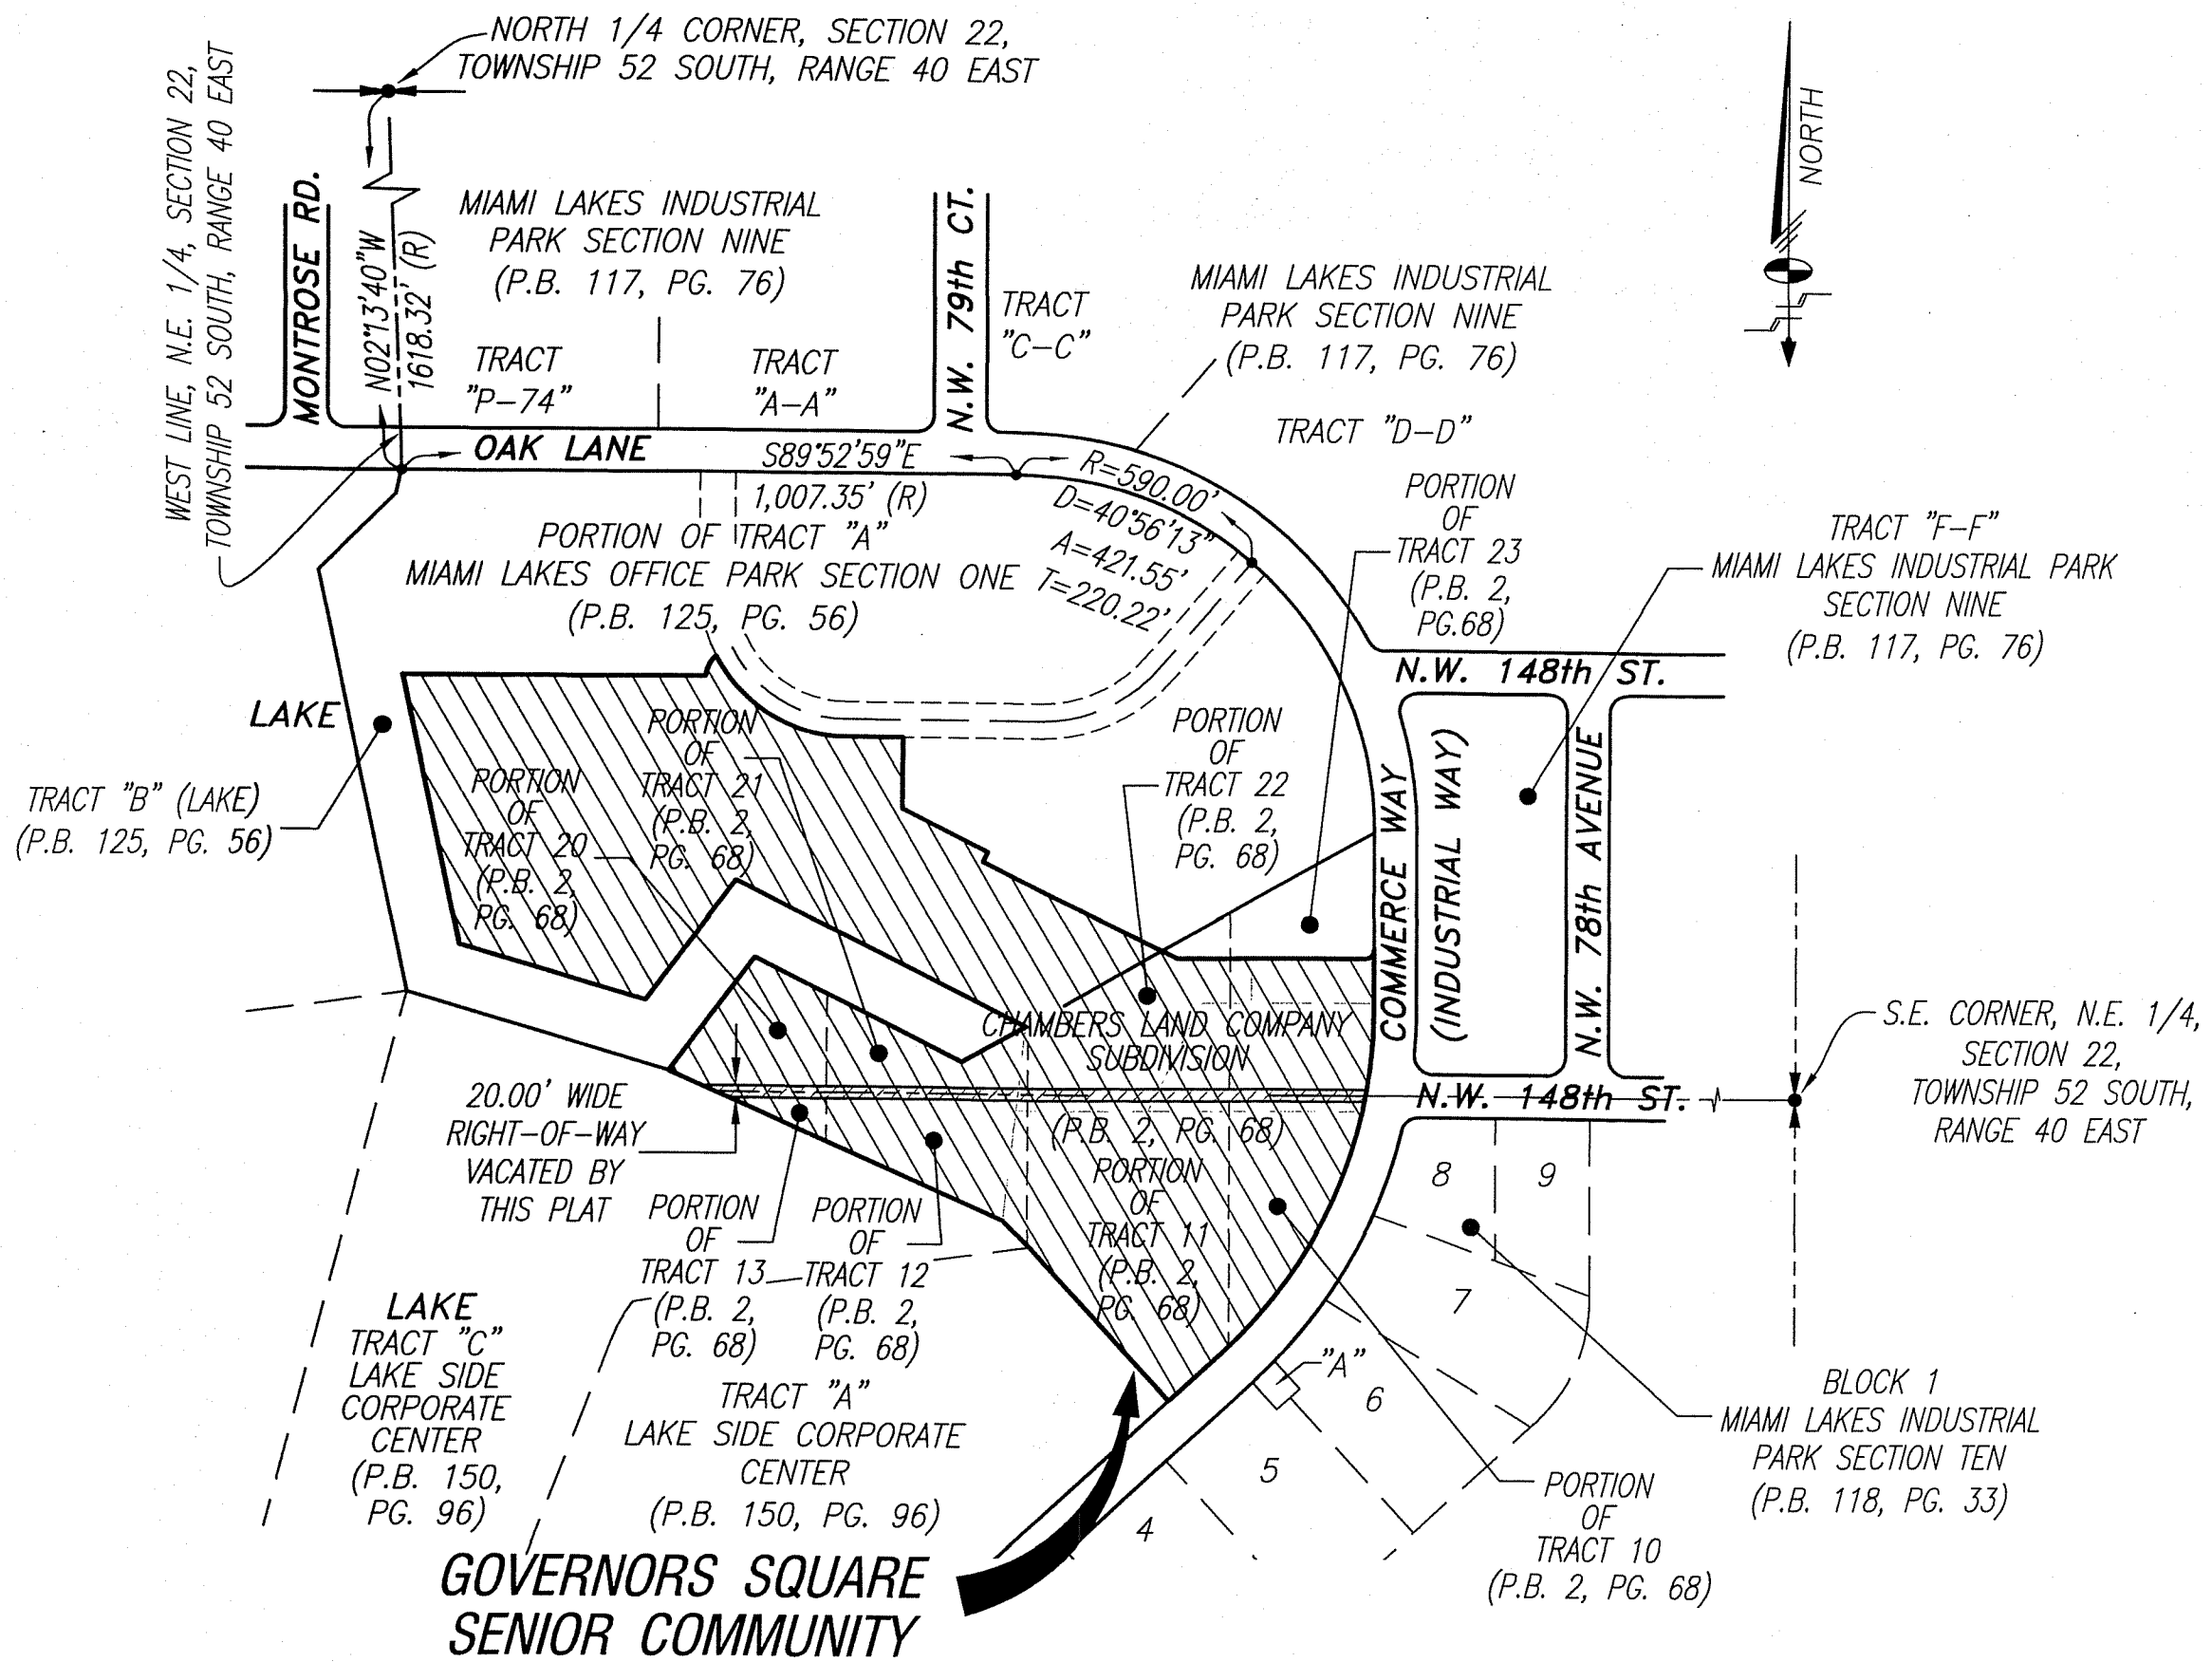 NORTH 1/4 CORNER, SECTION 22,
TOWNSHIP 52 SOUTH, RANGE 40 EAST
WEST LINE, N.E. 1/4, SECTION 22,
TOWNSHIP 52 SOUTH, RANGE 40 EAST
MONTROSE RD.
N02°13'40"W
1618.32' (R)
MIAMI LAKES INDUSTRIAL
PARK SECTION NINE
(P.B. 117, PG. 76)
TRACT
"P-74"
TRACT
"A-A"
N.W. 79th CT.
TRACT
"C-C"
MIAMI LAKES INDUSTRIAL
PARK SECTION NINE
(P.B. 117, PG. 76)
NORTH
TRACT "D-D"
OAK LANE
S89°52'59"E
1,007.35' (R)
R=590.00'
D=40°56'13"
A=421.55'
T=220.22'
PORTION OF TRACT "A"
MIAMI LAKES OFFICE PARK SECTION ONE
(P.B. 125, PG. 56)
PORTION
OF
TRACT 23
(P.B. 2,
PG.68)
TRACT "F-F"
MIAMI LAKES INDUSTRIAL PARK
SECTION NINE
(P.B. 117, PG. 76)
N.W. 148th ST.
LAKE
TRACT "B" (LAKE)
(P.B. 125, PG. 56)
PORTION
OF
TRACT 20
(P.B. 2,
PG. 68)
PORTION
OF
TRACT 21
(P.B. 2,
PG. 68)
PORTION
OF
TRACT 22
(P.B. 2,
PG. 68)
COMMERCE WAY
(INDUSTRIAL WAY)
N.W. 78th AVENUE
CHAMBERS LAND COMPANY
SUBDIVISION
(P.B. 2, PG. 68)
S.E. CORNER, N.E. 1/4,
SECTION 22,
TOWNSHIP 52 SOUTH,
RANGE 40 EAST
N.W. 148th ST.
20.00' WIDE
RIGHT-OF-WAY
VACATED BY
THIS PLAT
PORTION
OF
TRACT 13
(P.B. 2,
PG. 68)
PORTION
OF
TRACT 12
(P.B. 2,
PG. 68)
PORTION
OF
TRACT 11
(P.B. 2,
PG. 68)
8
9
7
"A"
6
5
4
LAKE
TRACT "C"
LAKE SIDE
CORPORATE
CENTER
(P.B. 150,
PG. 96)
TRACT "A"
LAKE SIDE CORPORATE
CENTER
(P.B. 150, PG. 96)
BLOCK 1
MIAMI LAKES INDUSTRIAL
PARK SECTION TEN
(P.B. 118, PG. 33)
PORTION
OF
TRACT 10
(P.B. 2, PG. 68)
GOVERNORS SQUARE
SENIOR COMMUNITY